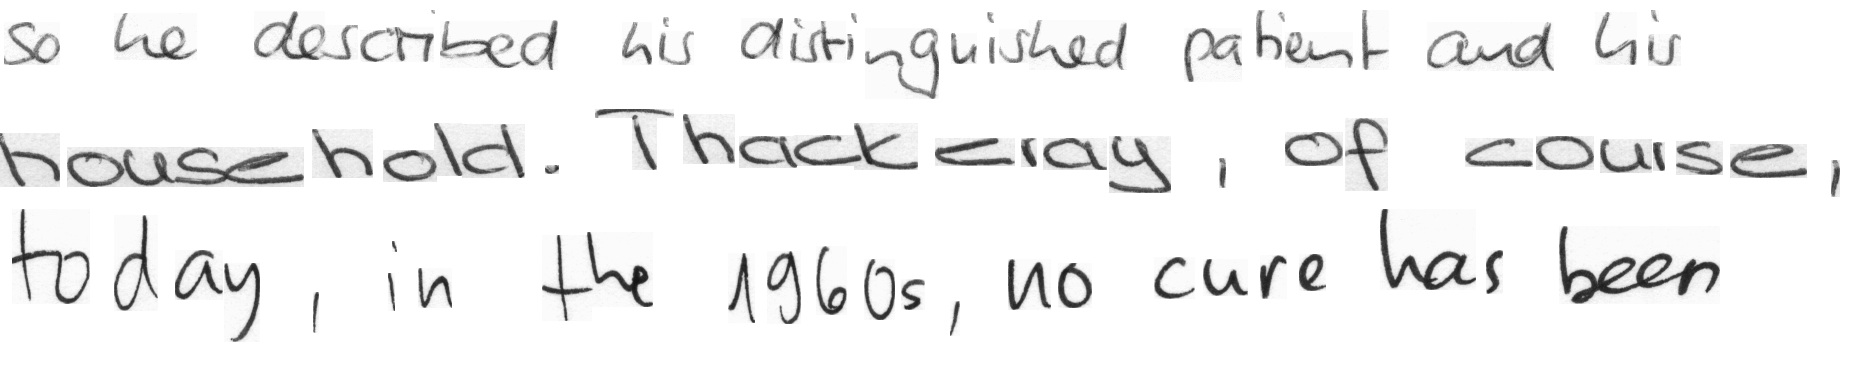 so he described his distinguished patient and his
household. Thackeray, of course,
today, in the 1960s, no cure has been